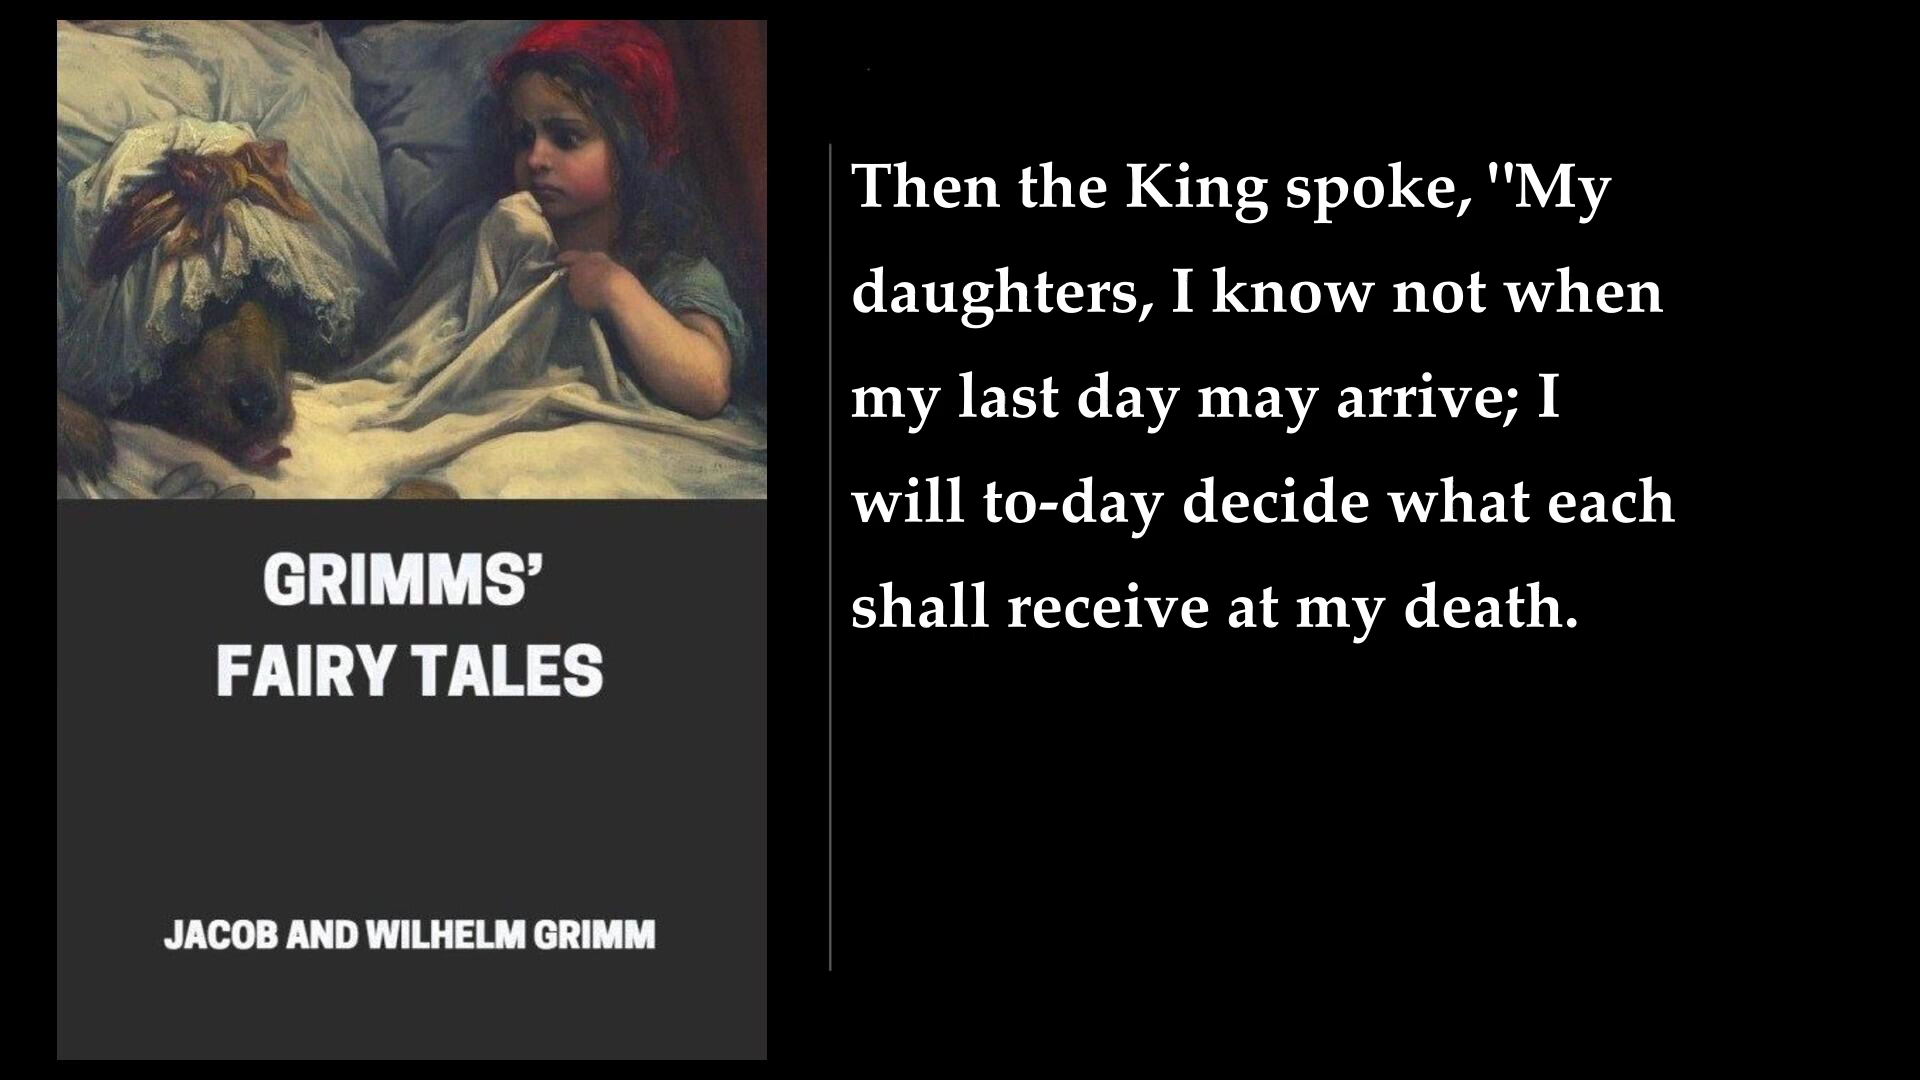 GRIMMS’
FAIRY TALES
JACOB AND WILHELM GRIMM
Then the King spoke, "My
daughters, I know not when
my last day may arrive; I
will to-day decide what each
shall receive at my death.